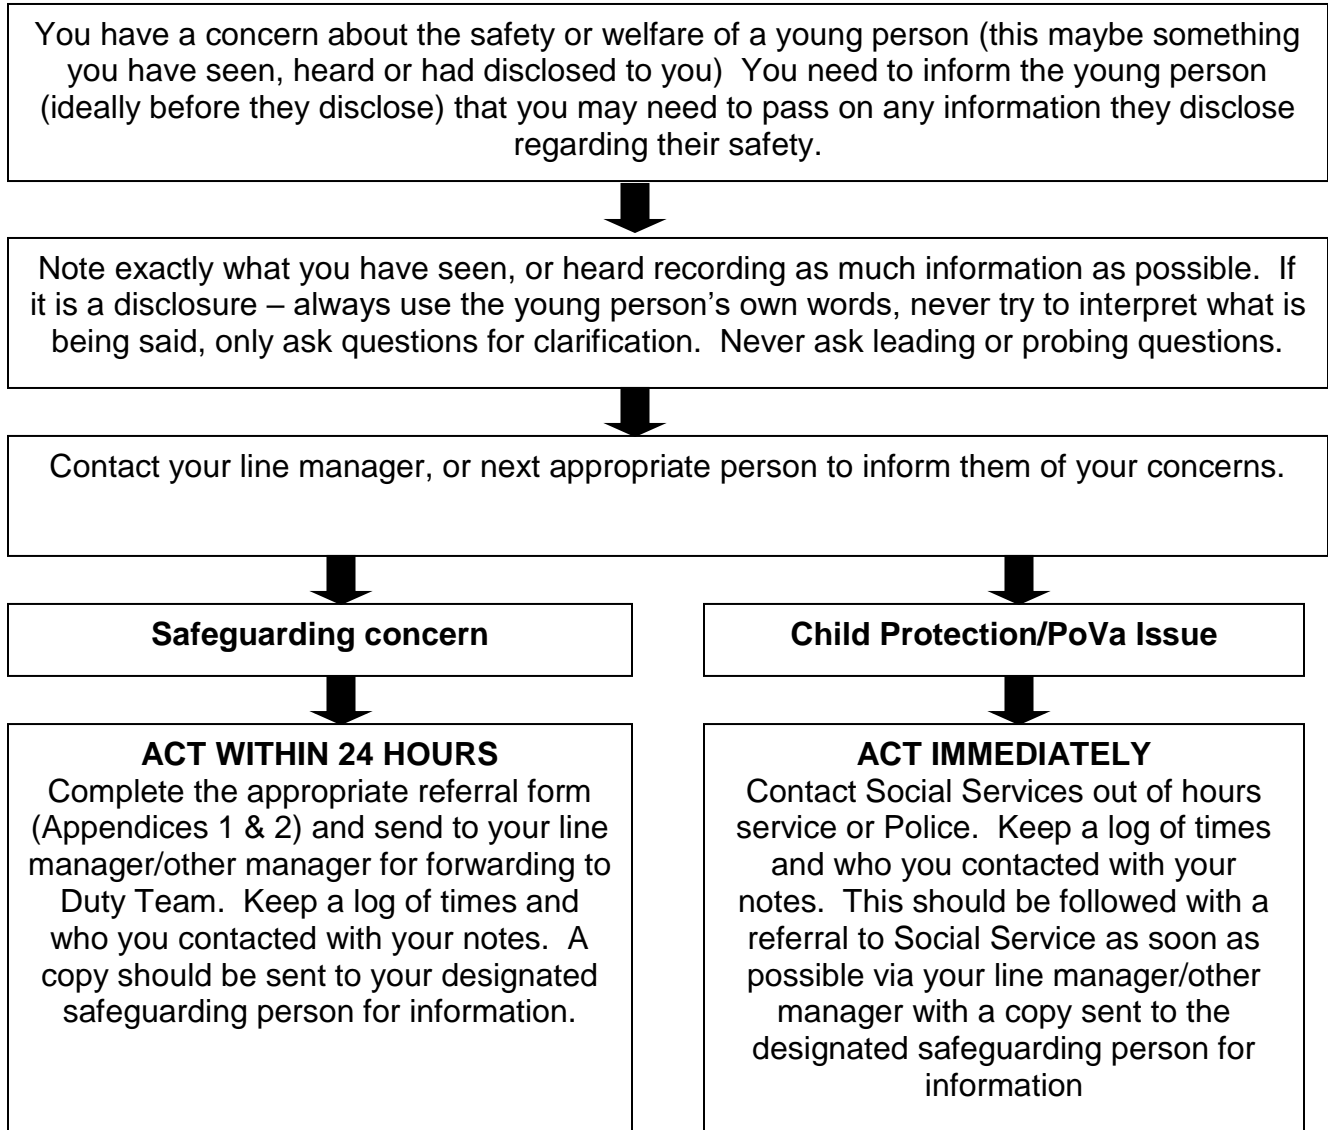 You have a concern about the safety or welfare of a young person (this maybe something
you have seen, heard or had disclosed to you)  You need to inform the young person
(ideally before they disclose) that you may need to pass on any information they disclose
regarding their safety.
Note exactly what you have seen, or heard recording as much information as possible.  If
it is a disclosure – always use the young person's own words, never try to interpret what is
being said, only ask questions for clarification.  Never ask leading or probing questions.
Contact your line manager, or next appropriate person to inform them of your concerns.
Safeguarding concern
ACT WITHIN 24 HOURS
Complete the appropriate referral form
(Appendices 1 & 2) and send to your line
manager/other manager for forwarding to
Duty Team.  Keep a log of times and
who you contacted with your notes.  A
copy should be sent to your designated
safeguarding person for information.
Child Protection/PoVa Issue
ACT IMMEDIATELY
Contact Social Services out of hours
service or Police.  Keep a log of times
and who you contacted with your
notes.  This should be followed with a
referral to Social Service as soon as
possible via your line manager/other
manager with a copy sent to the
designated safeguarding person for
information